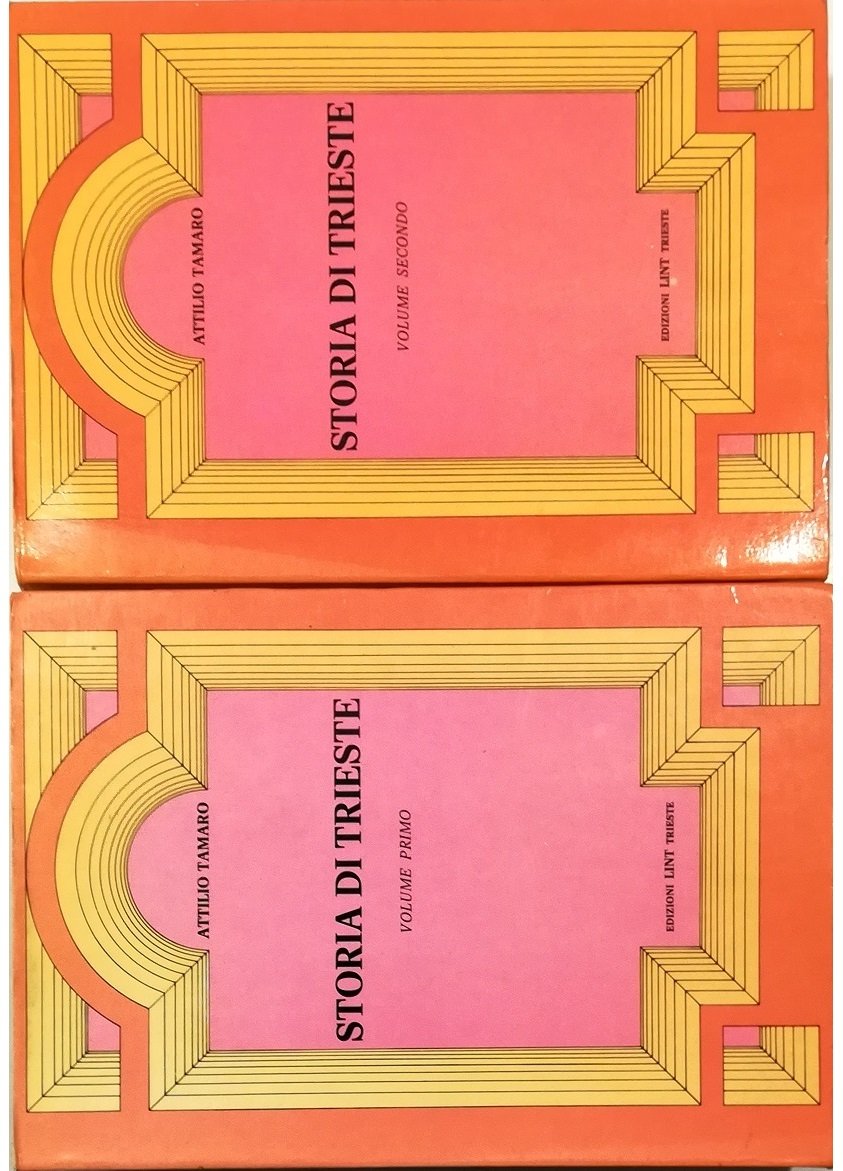 ATTILIO TAMARO
STORIA DI TRIESTE
VOLUME PRIMO
EDIZIONI LINT TRIESTE
ATTILIO TAMARO
STORIA DI TRIESTE
VOLUME SECONDO
EDIZIONI LINT TRIESTE